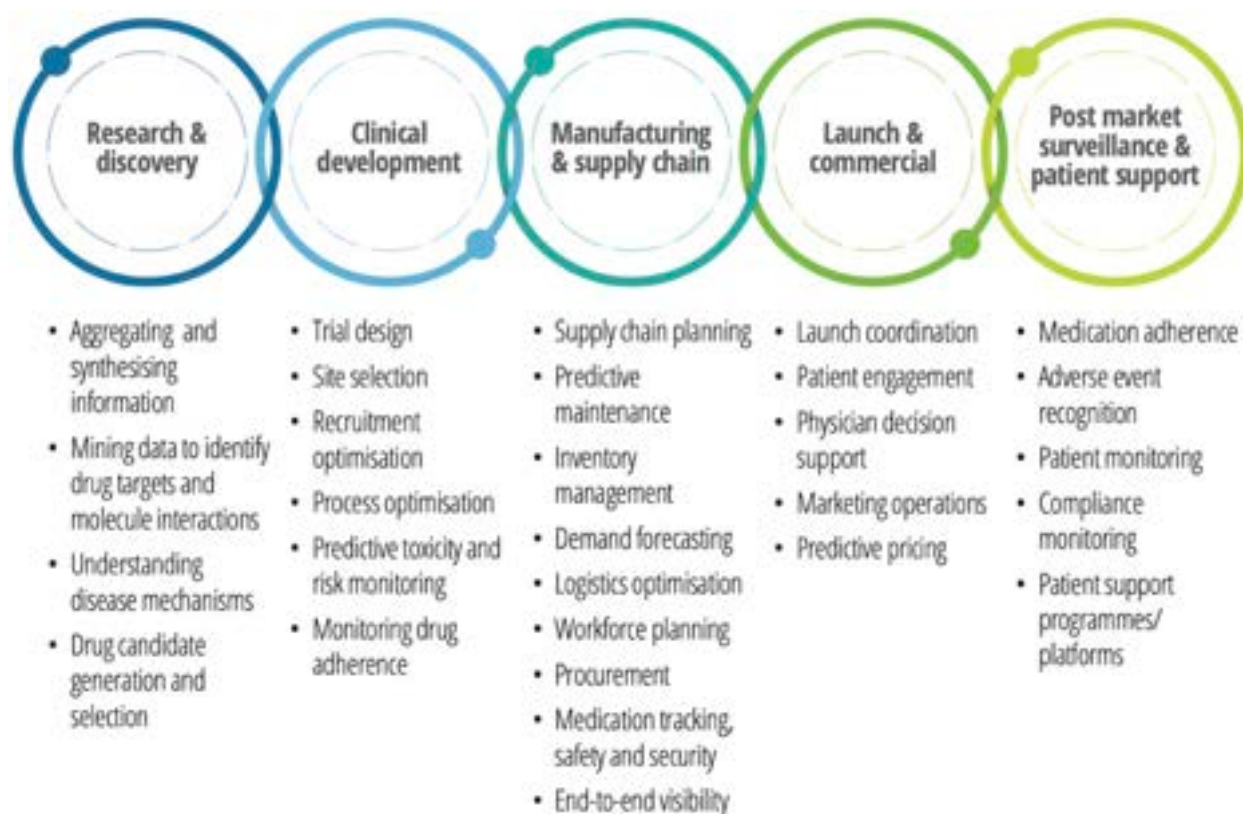 Research &
discovery
Clinical
development
Manufacturing
& supply chain
Launch &
commercial
Post market
surveillance &
patient support
• Aggregating and
synthesising
information
• Mining data to identify
drug targets and
molecule interactions
• Understanding
disease mechanisms
• Drug candidate
generation and
selection
• Trial design
• Site selection
• Recruitment
optimisation
• Process optimisation
• Predictive toxicity and
risk monitoring
• Monitoring drug
adherence
• Supply chain planning
• Predictive
maintenance
• Inventory
management
• Demand forecasting
• Logistics optimisation
• Workforce planning
• Procurement
• Medication tracking,
safety and security
• End-to-end visibility
• Launch coordination
• Patient engagement
• Physician decision
support
• Marketing operations
• Predictive pricing
• Medication adherence
• Adverse event
recognition
• Patient monitoring
• Compliance
monitoring
• Patient support
programmes/
platforms